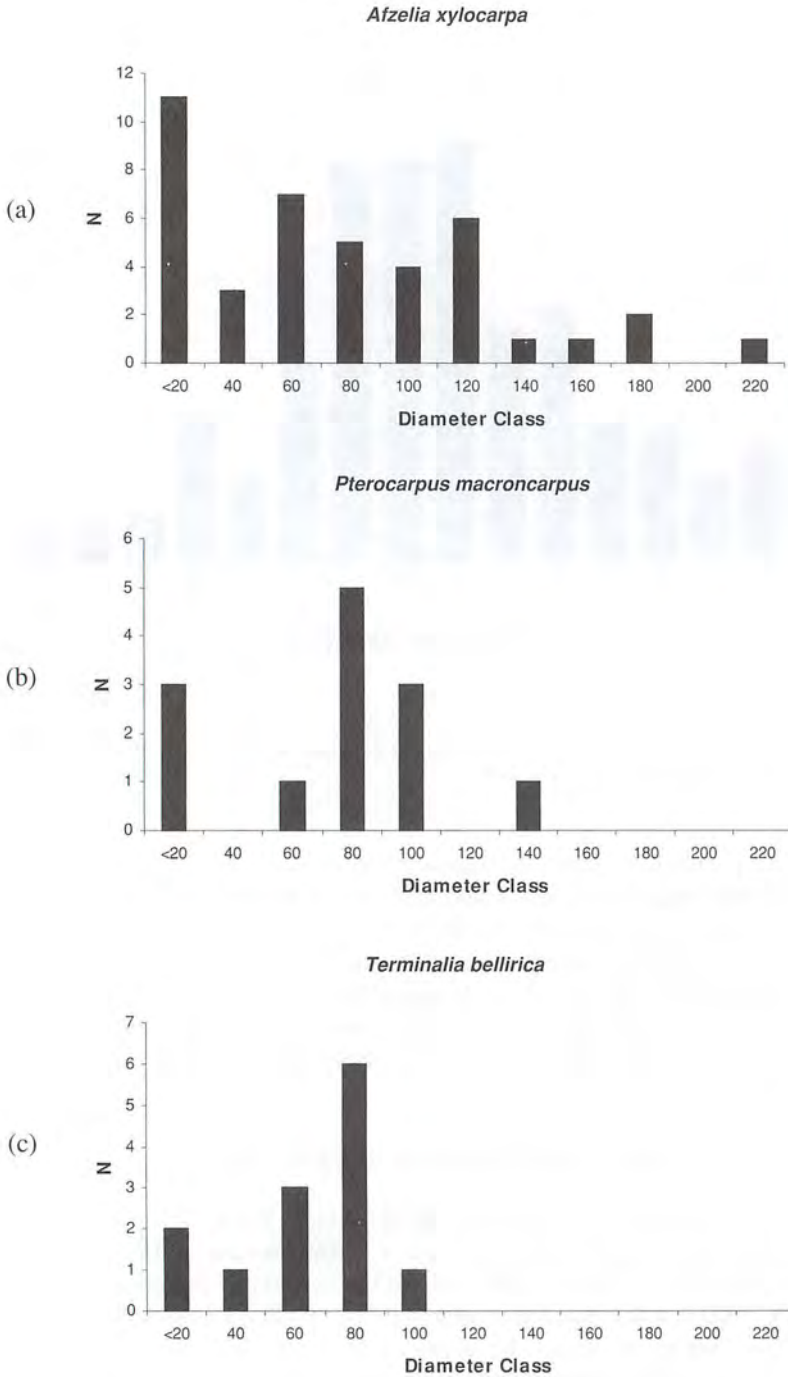 Afzelia xylocarpa
(a)
N
12
10
8
6
4
2
0
<20 40 60 80 100 120 140 160 180 200 220
Diameter Class
Pterocarpus macroncarpus
(b)
N
6
5
4
3
2
1
0
<20 40 60 80 100 120 140 160 180 200 220
Diameter Class
Terminalia bellirica
(c)
N
7
6
5
4
3
2
1
0
<20 40 60 80 100 120 140 160 180 200 220
Diameter Class